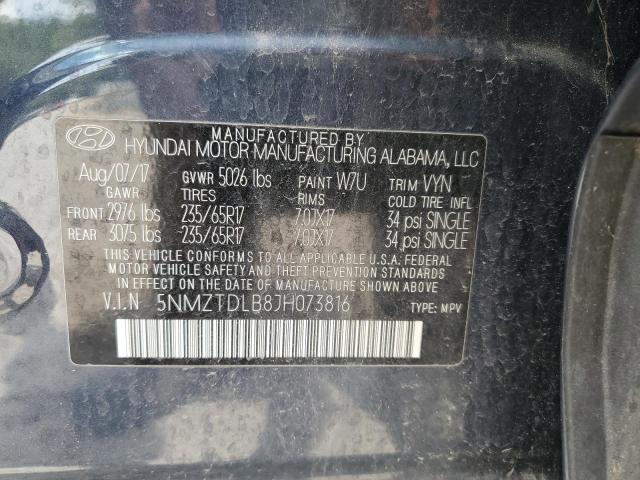 MANUFACTURED BY
HYUNDAI MOTOR MANUFACTURING ALABAMA, LLC
Aug/07/17 GVWR 5026 lbs PAINT W7U TRIM VYN
GAWR TIRES RIMS COLD TIRE INFL
FRONT 2976 lbs 235/65R17 7.0JX17 34 psi SINGLE
REAR 3075 lbs 235/65R17 7.0JX17 34 psi SINGLE
THIS VEHICLE CONFORMS TO ALL APPLICABLE U.S.A. FEDERAL
MOTOR VEHICLE SAFETY, BUMPER, AND THEFT PREVENTION
STANDARDS IN EFFECT ON THE DATE OF MANUFACTURE SHOWN ABOVE.
V.I.N 5NMZTDLB8JH073816 TYPE: MPV